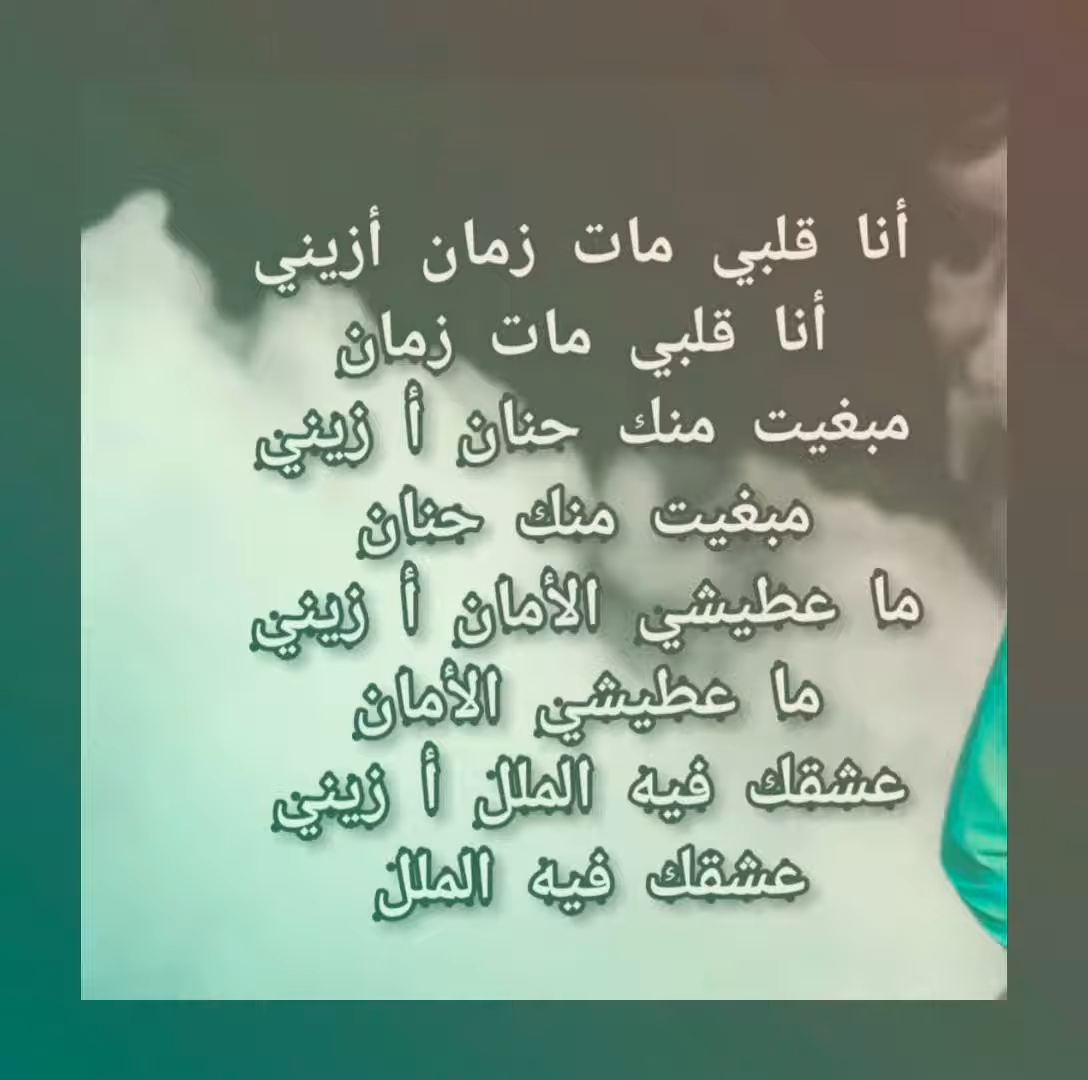 أنا قلبي مات زمان أزيني
أنا قلبي مات زمان
مبغيت منك حنان أ زيني
مبغيت منك حنان
ما عطيشي الأمان أ زيني
ما عطيشي الأمان
عشقك فيه الملل أ زيني
عشقك فيه الملل